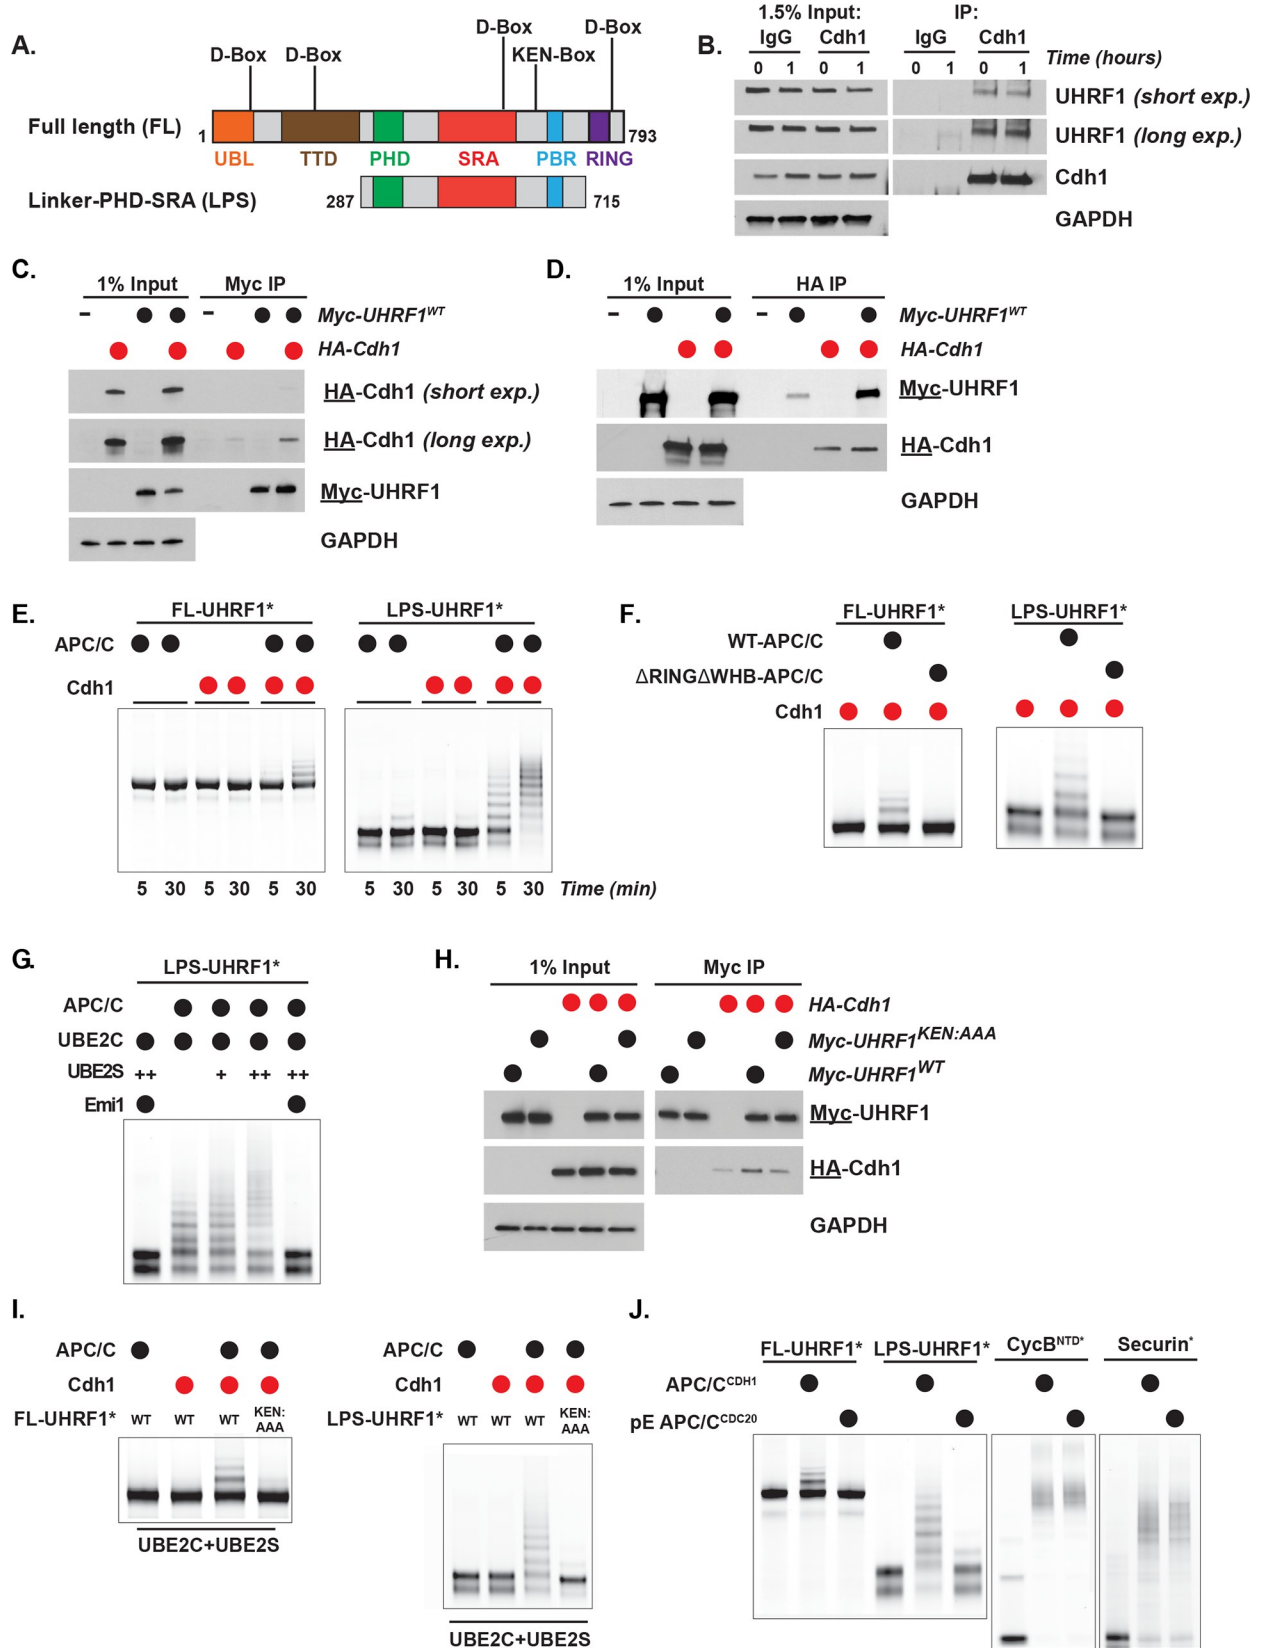 A.
D-Box D-Box D-Box KEN-Box D-Box
Full length (FL) 1 793
UBL TTD PHD SRA PBR RING
Linker-PHD-SRA (LPS) 287 715
B.
1.5% Input: IP:
IgG Cdh1 IgG Cdh1
0 1 0 1 0 1 0 1 Time (hours)
UHRF1 (short exp.)
UHRF1 (long exp.)
Cdh1
GAPDH
C.
1% Input Myc IP
- - Myc-UHRF1WT
HA-Cdh1
HA-Cdh1 (short exp.)
HA-Cdh1 (long exp.)
Myc-UHRF1
GAPDH
D.
1% Input HA IP
- - Myc-UHRF1WT
HA-Cdh1
Myc-UHRF1
HA-Cdh1
GAPDH
E.
FL-UHRF1* LPS-UHRF1*
APC/C
Cdh1
5 30 5 30 5 30 5 30 5 30 5 30 Time (min)
F.
FL-UHRF1* LPS-UHRF1*
WT-APC/C
ΔRINGΔWHB-APC/C
Cdh1
G.
LPS-UHRF1*
APC/C
UBE2C
UBE2S ++ + ++ ++
Emi1
H.
1% Input Myc IP
HA-Cdh1
Myc-UHRF1KEN:AAA
Myc-UHRF1WT
Myc-UHRF1
HA-Cdh1
GAPDH
I.
APC/C
Cdh1
FL-UHRF1* WT WT WT KEN:
AAA
UBE2C+UBE2S
APC/C
Cdh1
LPS-UHRF1* WT WT WT KEN:
AAA
UBE2C+UBE2S
J.
FL-UHRF1* LPS-UHRF1* CycBNTD* Securin*
APC/CCDH1
pE APC/CCDC20